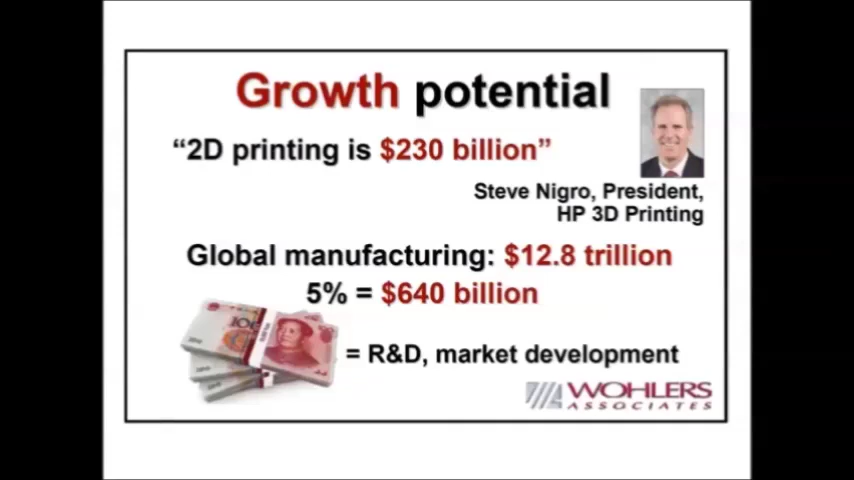 Growth potential
“2D printing is $230 billion”
Steve Nigro, President,
HP 3D Printing
Global manufacturing: $12.8 trillion
5% = $640 billion
100
= R&D, market development
WOHLERS
ASSOCIATES